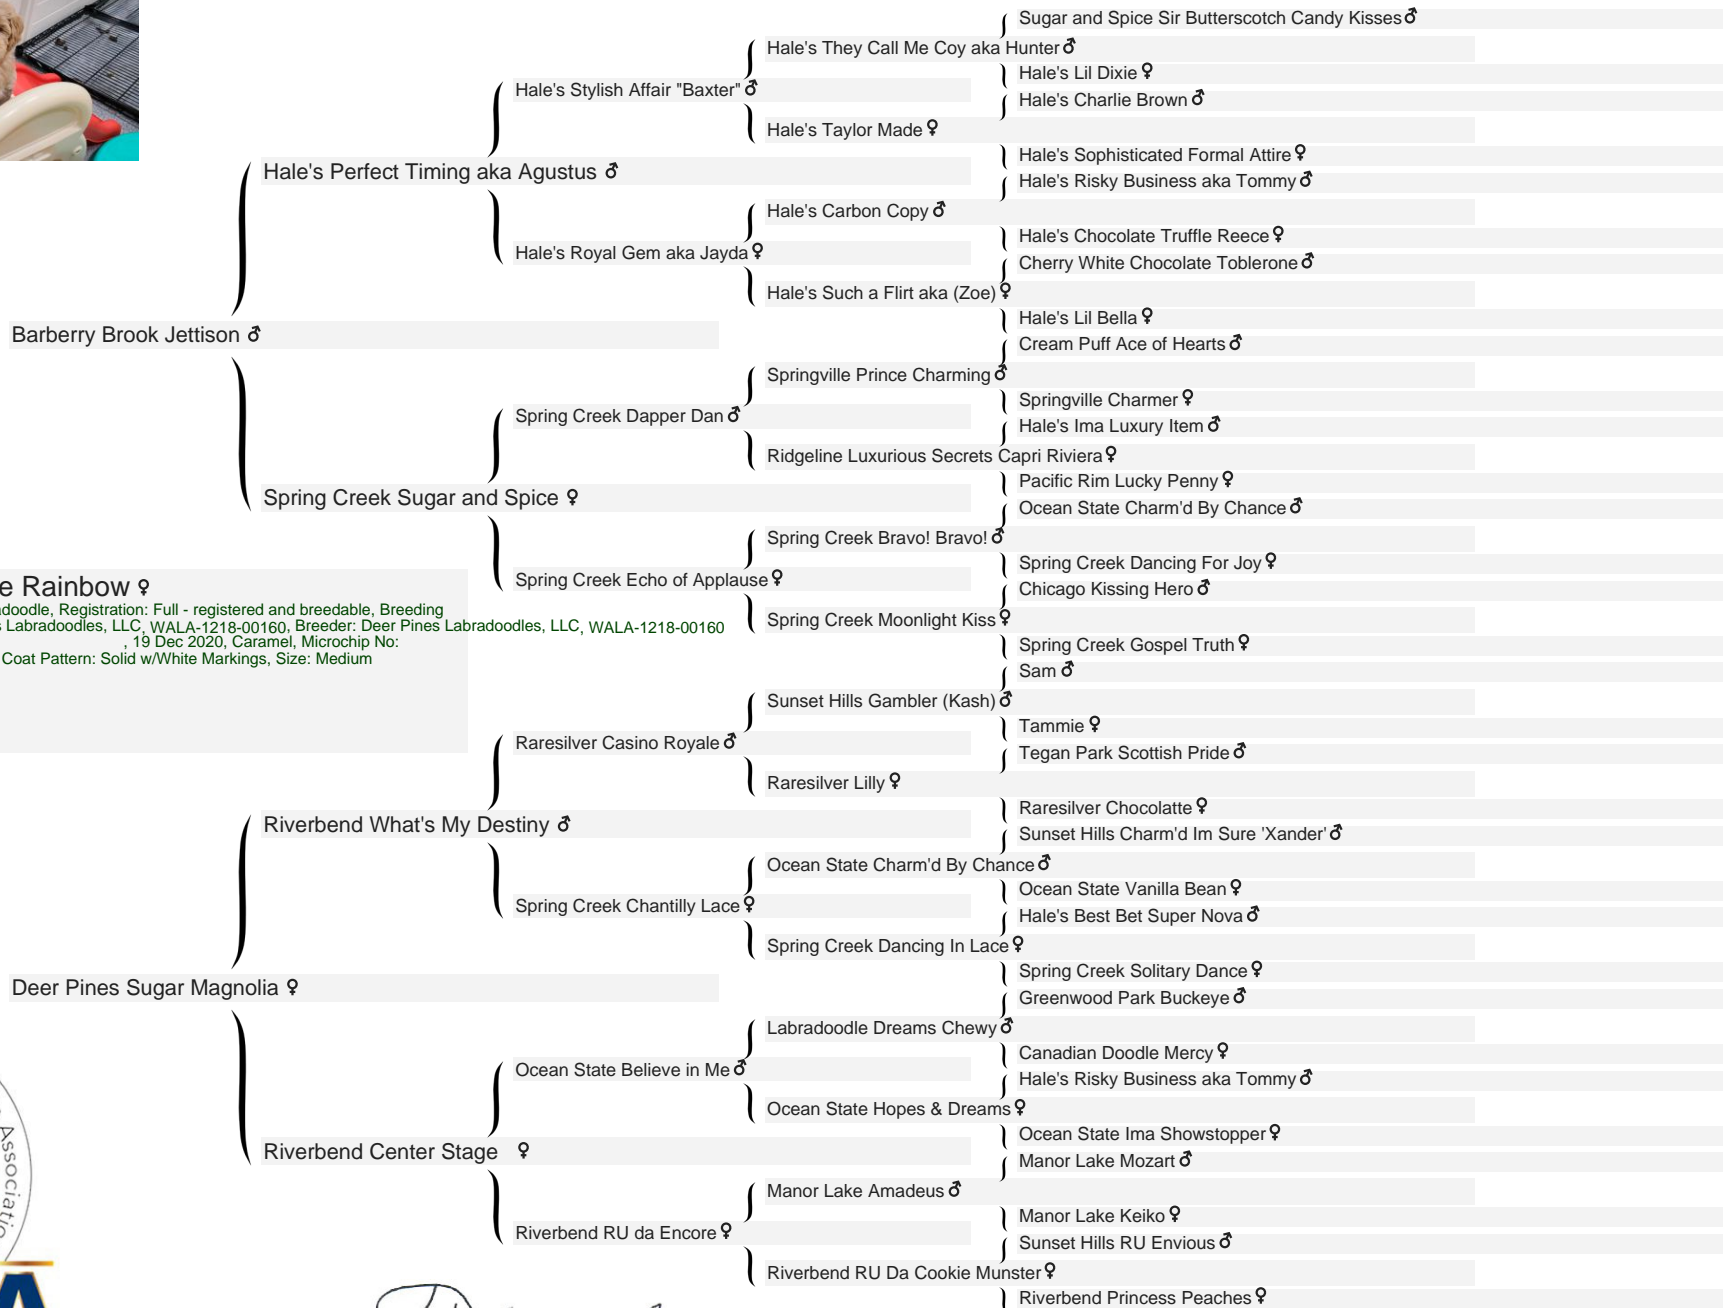 Sugar and Spice Sir Butterscotch Candy Kisses ♂
Hale's They Call Me Coy aka Hunter ♂
Hale's Lil Dixie ♀
Hale's Stylish Affair "Baxter" ♂
Hale's Charlie Brown ♂
Hale's Taylor Made ♀
Hale's Sophisticated Formal Attire ♀
Hale's Perfect Timing aka Agustus ♂
Hale's Risky Business aka Tommy ♂
Hale's Carbon Copy ♂
Hale's Chocolate Truffle Reece ♀
Hale's Royal Gem aka Jayda ♀
Cherry White Chocolate Toblerone ♂
Hale's Such a Flirt aka (Zoe) ♀
Hale's Lil Bella ♀
Barberry Brook Jettison ♂
Cream Puff Ace of Hearts ♂
Springville Prince Charming ♂
Springville Charmer ♀
Spring Creek Dapper Dan ♂
Hale's Ima Luxury Item ♂
Ridgeline Luxurious Secrets Capri Riviera ♀
Pacific Rim Lucky Penny ♀
Spring Creek Sugar and Spice ♀
Ocean State Charm'd By Chance ♂
Spring Creek Bravo! Bravo! ♂
Spring Creek Dancing For Joy ♀
Spring Creek Echo of Applause ♀
Chicago Kissing Hero ♂
Spring Creek Moonlight Kiss ♀
Spring Creek Gospel Truth ♀
e Rainbow ♀
adoodle, Registration: Full - registered and breedable, Breeding
s Labradoodles, LLC, WALA-1218-00160, Breeder: Deer Pines Labradoodles, LLC, WALA-1218-00160
, 19 Dec 2020, Caramel, Microchip No:
Coat Pattern: Solid w/White Markings, Size: Medium
Sam ♂
Sunset Hills Gambler (Kash) ♂
Tammie ♀
Raresilver Casino Royale ♂
Tegan Park Scottish Pride ♂
Raresilver Lilly ♀
Raresilver Chocolatte ♀
Riverbend What's My Destiny ♂
Sunset Hills Charm'd Im Sure 'Xander' ♂
Ocean State Charm'd By Chance ♂
Ocean State Vanilla Bean ♀
Spring Creek Chantilly Lace ♀
Hale's Best Bet Super Nova ♂
Spring Creek Dancing In Lace ♀
Spring Creek Solitary Dance ♀
Deer Pines Sugar Magnolia ♀
Greenwood Park Buckeye ♂
Labradoodle Dreams Chewy ♂
Canadian Doodle Mercy ♀
Ocean State Believe in Me ♂
Hale's Risky Business aka Tommy ♂
Ocean State Hopes & Dreams ♀
Ocean State Ima Showstopper ♀
Riverbend Center Stage ♀
Manor Lake Mozart ♂
Manor Lake Amadeus ♂
Manor Lake Keiko ♀
Riverbend RU da Encore ♀
Sunset Hills RU Envious ♂
Riverbend RU Da Cookie Munster ♀
Riverbend Princess Peaches ♀
Associatio
A